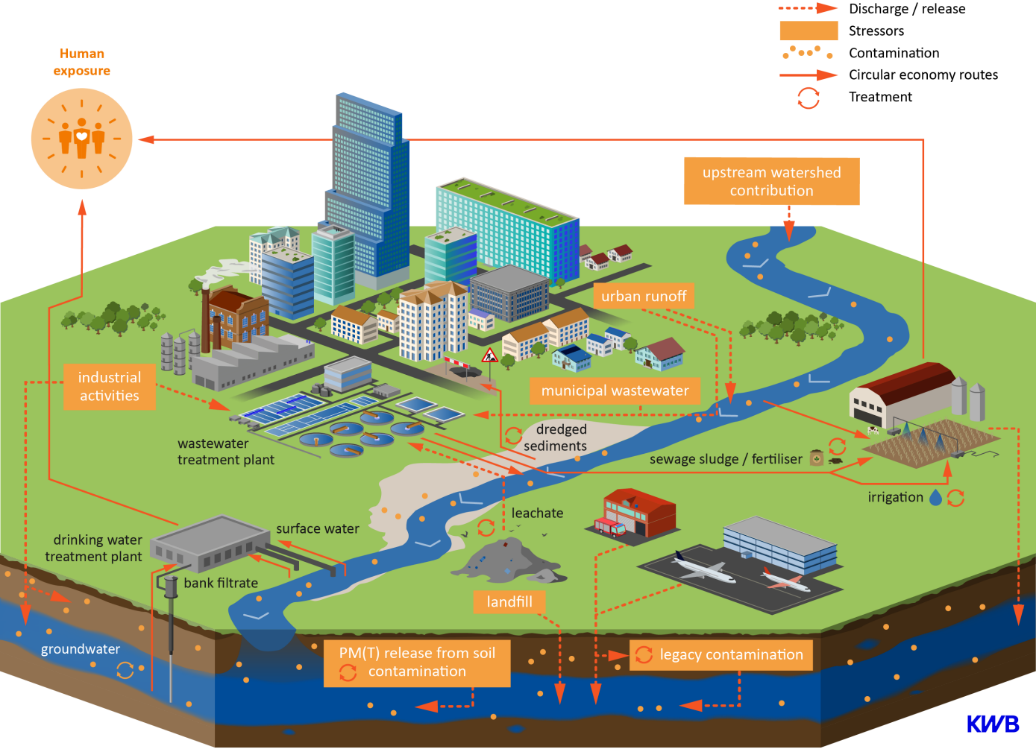 Discharge / release
Stressors
Contamination
Circular economy routes
Treatment
Human
exposure
upstream watershed
contribution
urban runoff
industrial
activities
municipal wastewater
wastewater
treatment plant
dredged
sediments
sewage sludge / fertiliser
irrigation
leachate
surface water
drinking water
treatment plant
bank filtrate
landfill
groundwater
PM(T) release from soil
contamination
legacy contamination
KWB